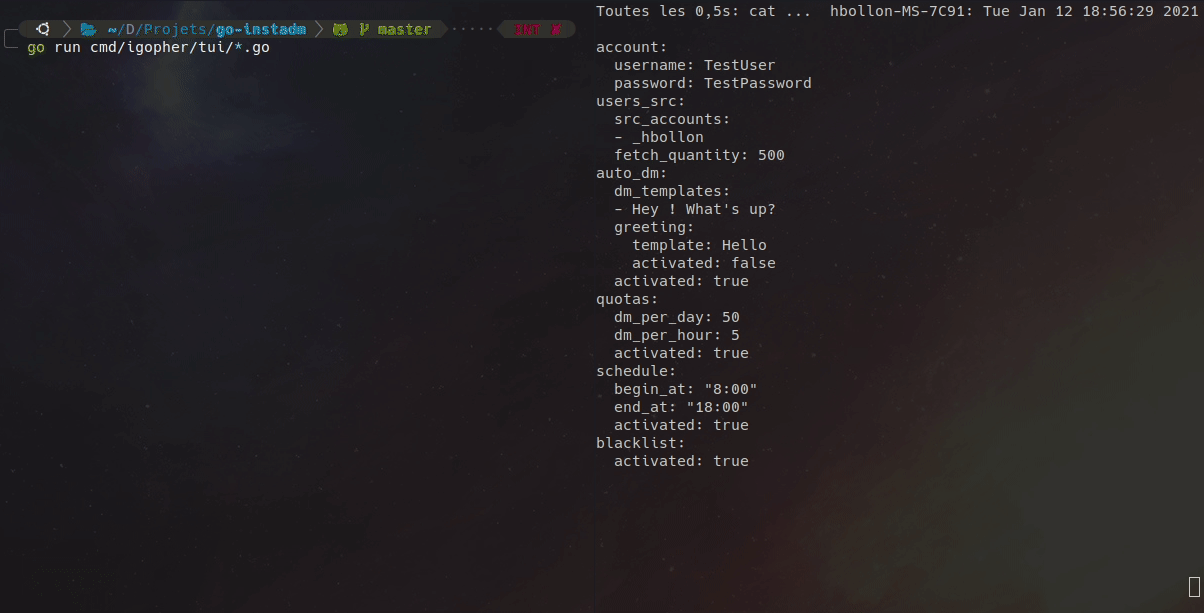 ~/D/Projets/go-instadm master INT
go run cmd/igopher/tui/*.go
Toutes les 0,5s: cat ... hbollon-MS-7C91: Tue Jan 12 18:56:29 2021
account:
  username: TestUser
  password: TestPassword
users_src:
  src_accounts:
  - _hbollon
  fetch_quantity: 500
auto_dm:
  dm_templates:
  - Hey ! What's up?
  greeting:
    template: Hello
    activated: false
  activated: true
quotas:
  dm_per_day: 50
  dm_per_hour: 5
  activated: true
schedule:
  begin_at: "8:00"
  end_at: "18:00"
  activated: true
blacklist:
  activated: true